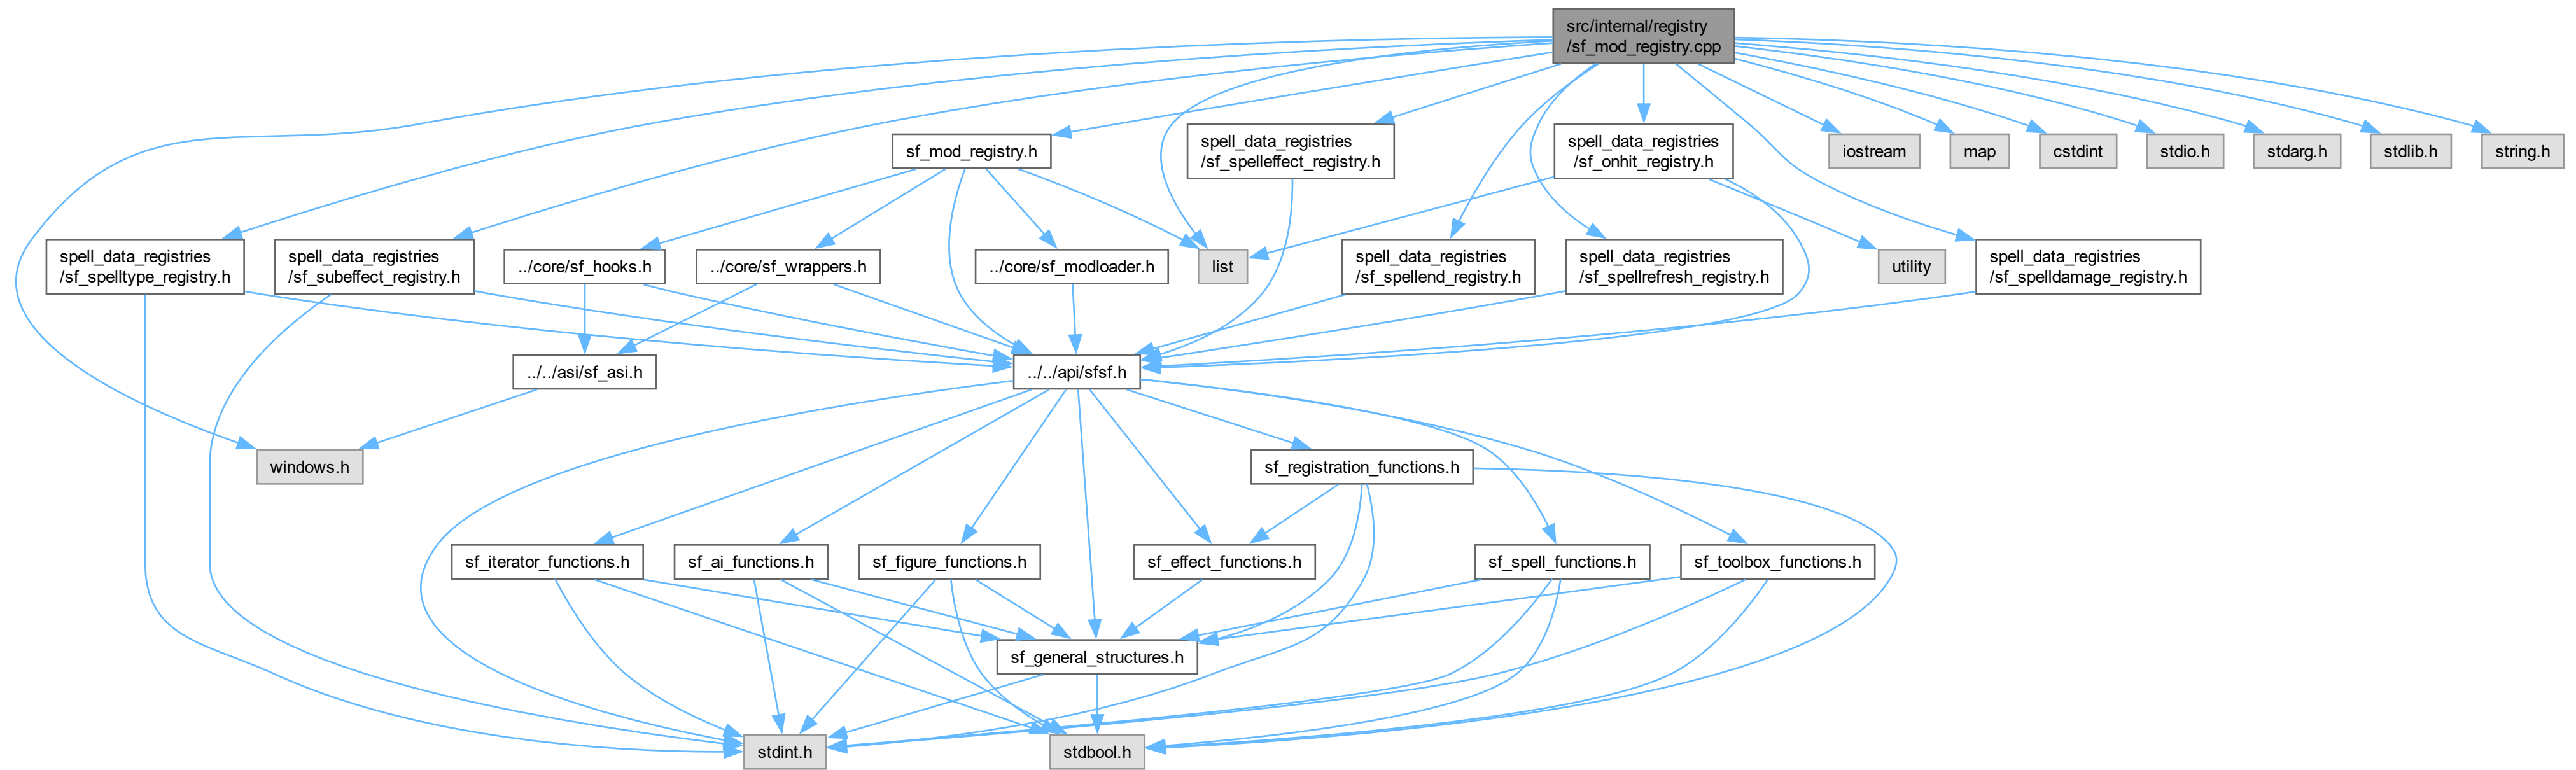 src/internal/registry
/sf_mod_registry.cpp
sf_mod_registry.h
spell_data_registries
/sf_spelleffect_registry.h
spell_data_registries
/sf_onhit_registry.h
iostream
map
cstdint
stdio.h
stdarg.h
stdlib.h
string.h
spell_data_registries
/sf_spelltype_registry.h
spell_data_registries
/sf_subeffect_registry.h
../core/sf_hooks.h
../core/sf_wrappers.h
../core/sf_modloader.h
list
spell_data_registries
/sf_spellend_registry.h
spell_data_registries
/sf_spellrefresh_registry.h
utility
spell_data_registries
/sf_spelldamage_registry.h
../../asi/sf_asi.h
../../api/sfsf.h
windows.h
sf_registration_functions.h
sf_iterator_functions.h
sf_ai_functions.h
sf_figure_functions.h
sf_effect_functions.h
sf_spell_functions.h
sf_toolbox_functions.h
sf_general_structures.h
stdint.h
stdbool.h